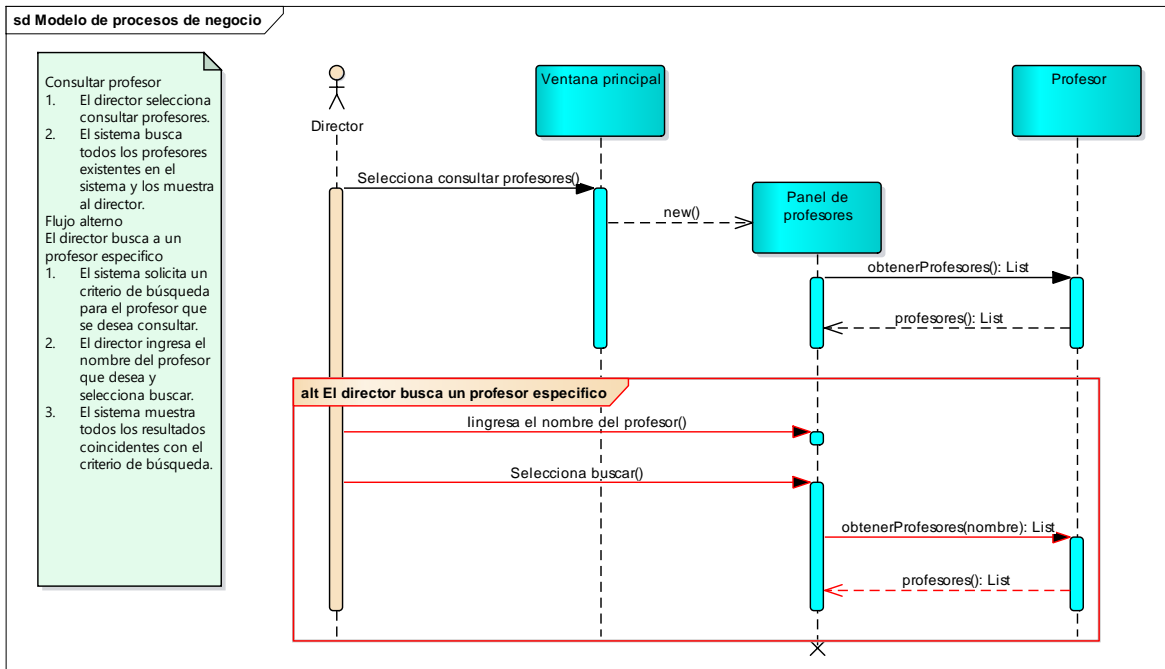 sd Modelo de procesos de negocio
Consultar profesor
1. El director selecciona
consultar profesores.
2. El sistema busca
todos los profesores
existentes en el
sistema y los muestra
al director.
Flujo alterno
El director busca a un
profesor especifico
1. El sistema solicita un
criterio de búsqueda
para el profesor que
se desea consultar.
2. El director ingresa el
nombre del profesor
que desea y
selecciona buscar.
3. El sistema muestra
todos los resultados
coincidentes con el
criterio de búsqueda.
Director
Ventana principal
Profesor
Selecciona consultar profesores()
new()
Panel de
profesores
obtenerProfesores(): List
profesores(): List
alt El director busca un profesor especifico
Iingresa el nombre del profesor()
Selecciona buscar()
obtenerProfesores(nombre): List
profesores(): List